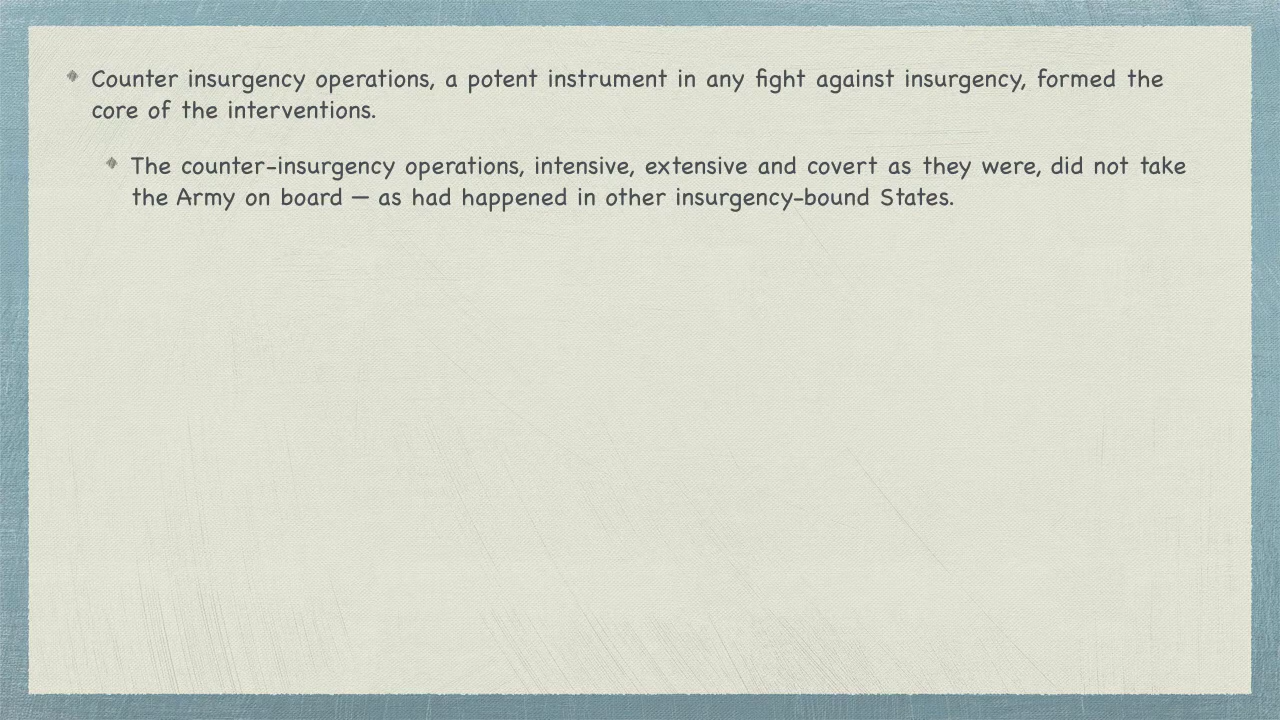 Counter insurgency operations, a potent instrument in any fight against insurgency, formed the
core of the interventions.
The counter-insurgency operations, intensive, extensive and covert as they were, did not take
the Army on board — as had happened in other insurgency-bound States.